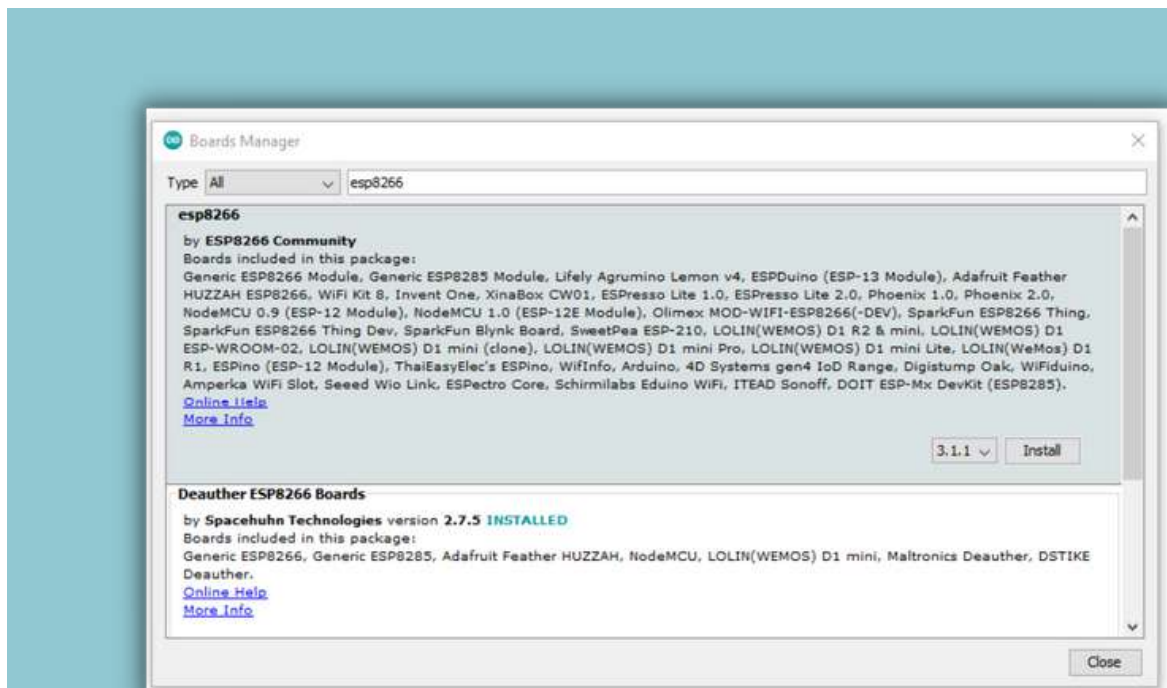 Boards Manager
Type All esp8266
esp8266
by ESP8266 Community
Boards included in this package:
Generic ESP8266 Module, Generic ESP8285 Module, Lifely Agrumino Lemon v4, ESPDuino (ESP-13 Module), Adafruit Feather
HUZZAH ESP8266, WiFi Kit 8, Invent One, XinaBox CW01, ESPresso Lite 1.0, ESPresso Lite 2.0, Phoenix 1.0, Phoenix 2.0,
NodeMCU 0.9 (ESP-12 Module), NodeMCU 1.0 (ESP-12E Module), Olimex MOD-WIFI-ESP8266(-DEV), SparkFun ESP8266 Thing,
SparkFun ESP8266 Thing Dev, SparkFun Blynk Board, SweetPea ESP-210, LOLIN(WEMOS) D1 R2 & mini, LOLIN(WEMOS) D1
ESP-WROOM-02, LOLIN(WEMOS) D1 mini (clone), LOLIN(WEMOS) D1 mini Pro, LOLIN(WEMOS) D1 mini Lite, LOLIN(WeMos) D1
R1, ESPino (ESP-12 Module), ThaiEasyElec's ESPino, WifInfo, Arduino, 4D Systems gen4 IoD Range, Digistump Oak, WiFiduino,
Amperka WiFi Slot, Seeed Wio Link, ESPectro Core, Schirmilabs Eduino WiFi, ITEAD Sonoff, DOIT ESP-Mx DevKit (ESP8285).
Online Help
More Info
3.1.1 Install
Deauther ESP8266 Boards
by Spacehuhn Technologies version 2.7.5 INSTALLED
Boards included in this package:
Generic ESP8266, Generic ESP8285, Adafruit Feather HUZZAH, NodeMCU, LOLIN(WEMOS) D1 mini, Maltronics Deauther, DSTIKE
Deauther.
Online Help
More Info
Close